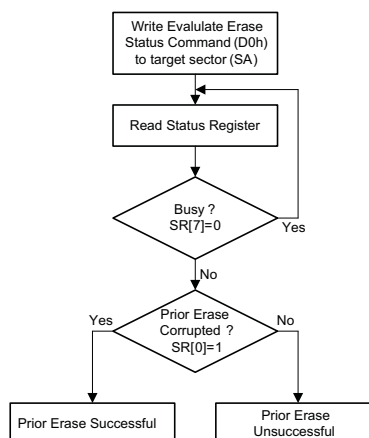 Write Evalulate Erase
Status Command (D0h)
to target sector (SA)
Read Status Register
Busy ?
SR[7]=0
Yes
No
Yes
Prior Erase
Corrupted ?
SR[0]=1
No
Prior Erase Successful
Prior Erase
Unsuccessful